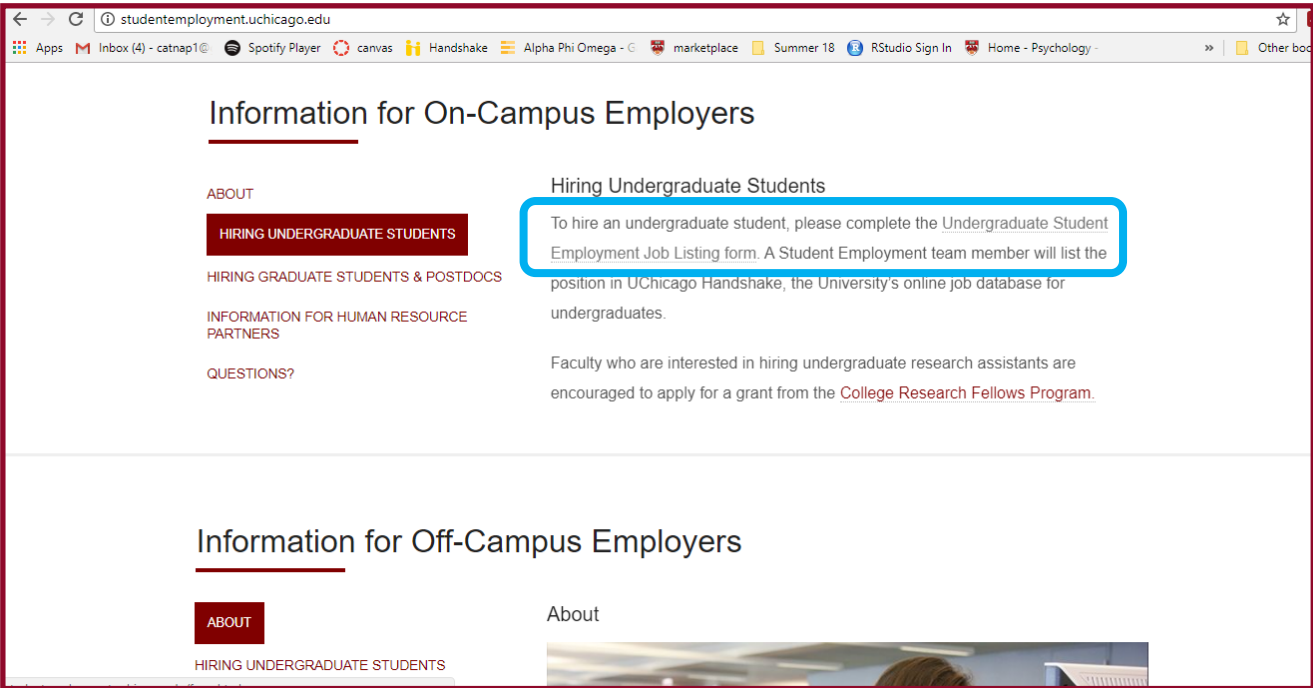 studentemployment.uchicago.edu
Apps Inbox (4) - catnap1@ Spotify Player canvas Handshake Alpha Phi Omega - G marketplace Summer 18 RStudio Sign In Home - Psychology - » Other boo
Information for On-Campus Employers
ABOUT
HIRING UNDERGRADUATE STUDENTS
HIRING GRADUATE STUDENTS & POSTDOCS
INFORMATION FOR HUMAN RESOURCE
PARTNERS
QUESTIONS?
Hiring Undergraduate Students
To hire an undergraduate student, please complete the Undergraduate Student
Employment Job Listing form. A Student Employment team member will list the
position in UChicago Handshake, the University's online job database for
undergraduates.
Faculty who are interested in hiring undergraduate research assistants are
encouraged to apply for a grant from the College Research Fellows Program.
Information for Off-Campus Employers
ABOUT
HIRING UNDERGRADUATE STUDENTS
About